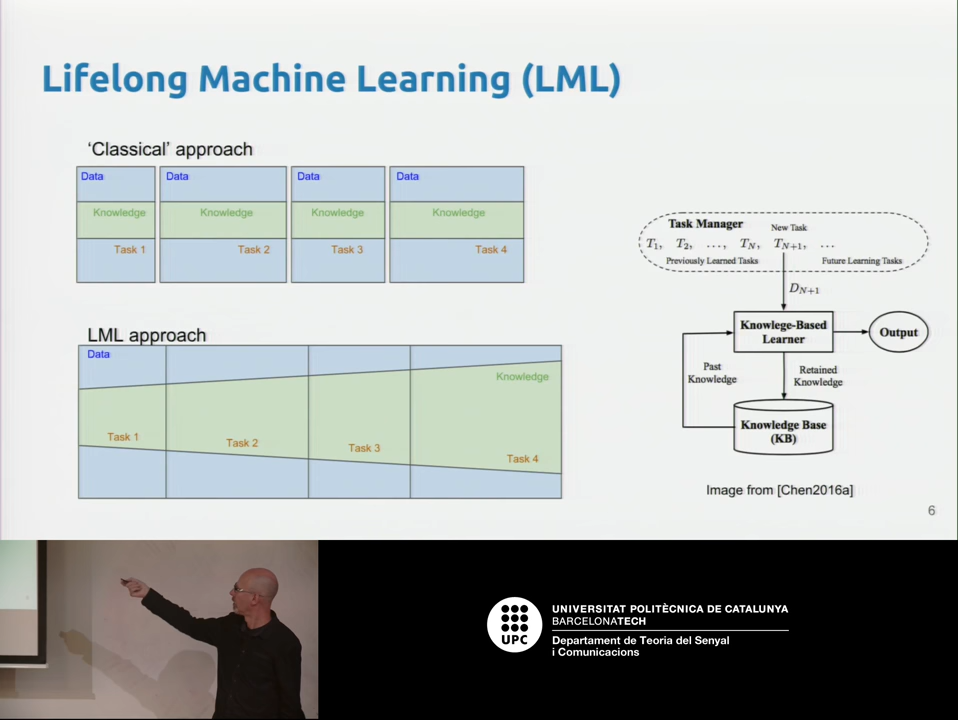 Lifelong Machine Learning (LML)
'Classical' approach
Data Data Data Data
Knowledge Knowledge Knowledge Knowledge
Task 1 Task 2 Task 3 Task 4
LML approach
Data
Knowledge
Task 1
Task 2
Task 3
Task 4
Task Manager
New Task
T1, T2, ..., TN, TN+1, ...
Previously Learned Tasks Future Learning Tasks
DN+1
Knowlege-Based
Learner
Output
Past
Knowledge
Retained
Knowledge
Knowledge Base
(KB)
Image from [Chen2016a]
6
UPC
UNIVERSITAT POLITÈCNICA DE CATALUNYA
BARCELONATECH
Departament de Teoria del Senyal
i Comunicacions